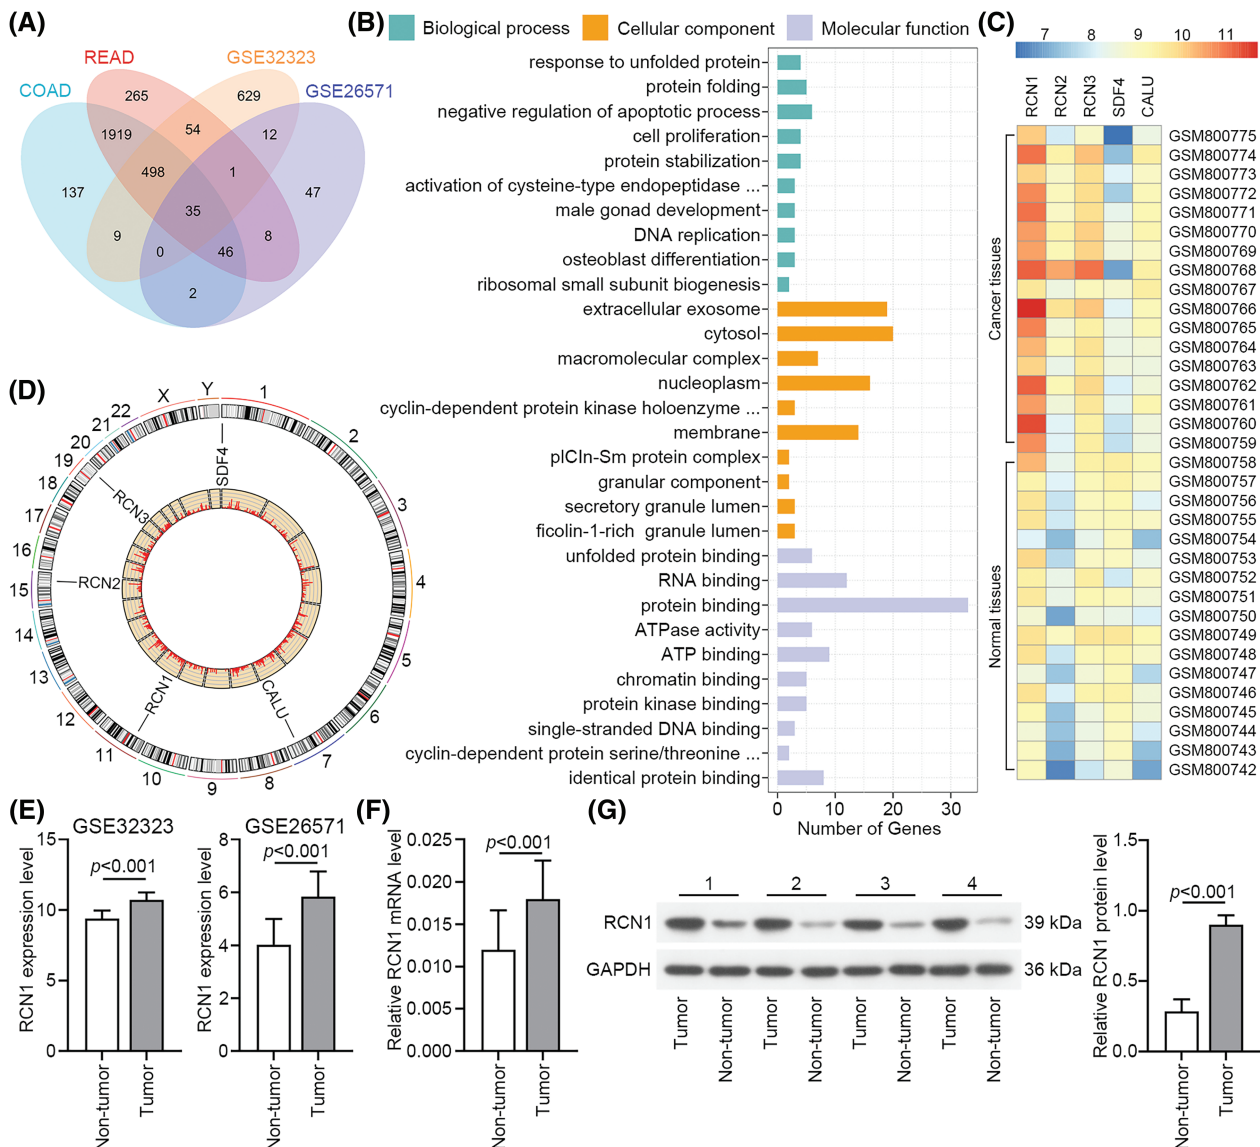 (A)
COAD
READ
GSE32323
GSE26571
265
629
1919
54
12
137
498
1
47
35
9
0
46
8
2
(B)
Biological process
Cellular component
Molecular function
response to unfolded protein
protein folding
negative regulation of apoptotic process
cell proliferation
protein stabilization
activation of cysteine-type endopeptidase ...
male gonad development
DNA replication
osteoblast differentiation
ribosomal small subunit biogenesis
extracellular exosome
cytosol
macromolecular complex
nucleoplasm
cyclin-dependent protein kinase holoenzyme ...
membrane
pICln-Sm protein complex
granular component
secretory granule lumen
ficolin-1-rich granule lumen
unfolded protein binding
RNA binding
protein binding
ATPase activity
ATP binding
chromatin binding
protein kinase binding
single-stranded DNA binding
cyclin-dependent protein serine/threonine ...
identical protein binding
0 10 20 30
Number of Genes
(C)
7 8 9 10 11
RCN1 RCN2 RCN3 SDF4 CALU
Cancer tissues
Normal tissues
GSM800775
GSM800774
GSM800773
GSM800772
GSM800771
GSM800770
GSM800769
GSM800768
GSM800767
GSM800766
GSM800765
GSM800764
GSM800763
GSM800762
GSM800761
GSM800760
GSM800759
GSM800758
GSM800757
GSM800756
GSM800755
GSM800754
GSM800753
GSM800752
GSM800751
GSM800750
GSM800749
GSM800748
GSM800747
GSM800746
GSM800745
GSM800744
GSM800743
GSM800742
(D)
1
2
3
4
5
6
7
8
9
10
11
12
13
14
15
16
17
18
19
20
21
22
X
Y
SDF4
RCN3
RCN2
RCN1
CALU
(E)
GSE32323
p<0.001
RCN1 expression level
15
10
5
0
Non-tumor
Tumor
GSE26571
p<0.001
RCN1 expression level
8
6
4
2
0
Non-tumor
Tumor
(F)
p<0.001
Relative RCN1 mRNA level
0.025
0.020
0.015
0.010
0.005
0.000
Non-tumor
Tumor
(G)
1 2 3 4
RCN1
39 kDa
GAPDH
36 kDa
Tumor
Non-tumor
Tumor
Non-tumor
Tumor
Non-tumor
Tumor
Non-tumor
p<0.001
Relative RCN1 protein level
1.5
1.0
0.5
0.0
Non-tumor
Tumor